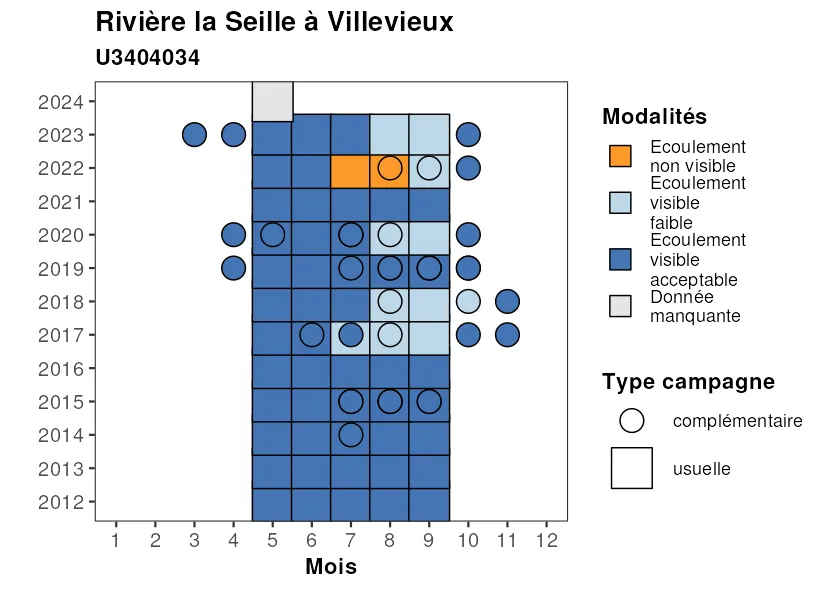 Rivière la Seille à Villevieux
U3404034
2024
2023
2022
2021
2020
2019
2018
2017
2016
2015
2014
2013
2012
1 2 3 4 5 6 7 8 9 10 11 12
Mois
Modalités
Ecoulement
non visible
Ecoulement
visible
faible
Ecoulement
visible
acceptable
Donnée
manquante
Type campagne
complémentaire
usuelle